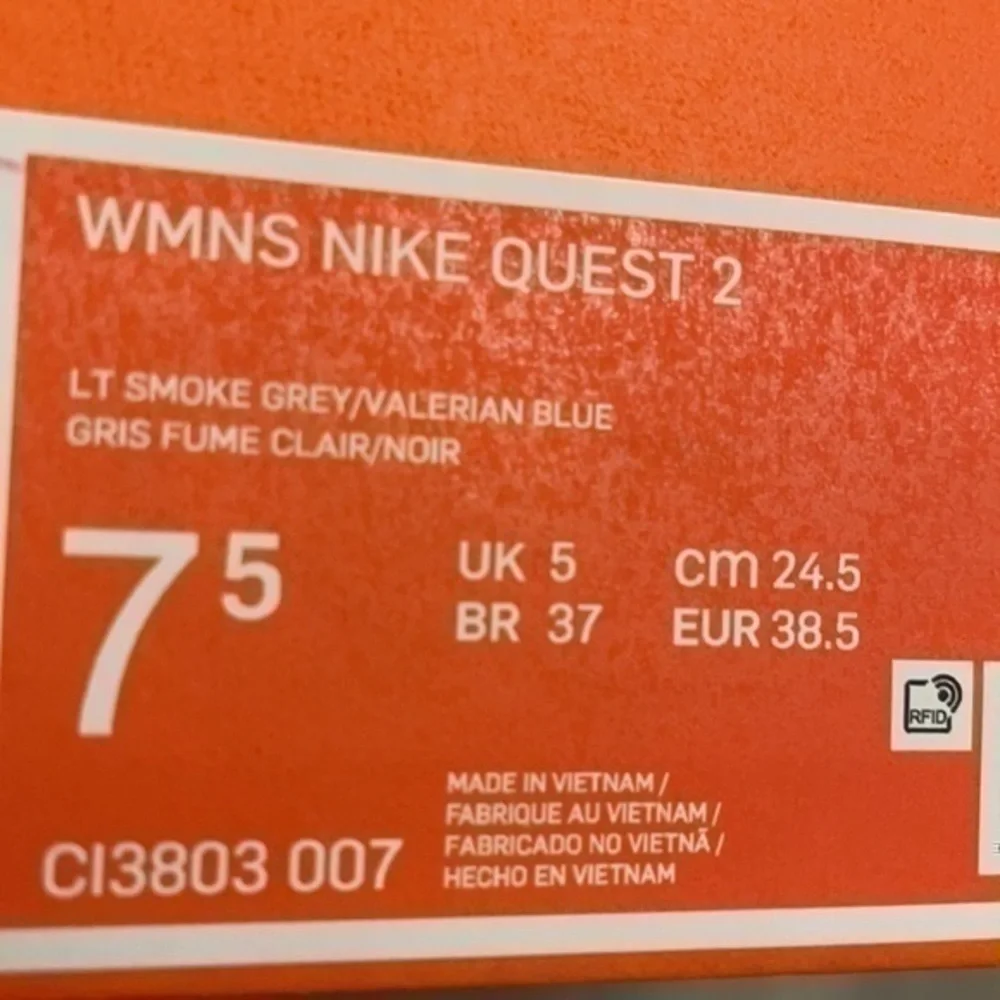 WMNS NIKE QUEST 2
LT SMOKE GREY/VALERIAN BLUE
GRIS FUME CLAIR/NOIR
7 5
UK 5
cm 24.5
BR 37
EUR 38.5
RFID
MADE IN VIETNAM /
FABRIQUE AU VIETNAM /
FABRICADO NO VIETNÃ /
HECHO EN VIETNAM
CI3803 007